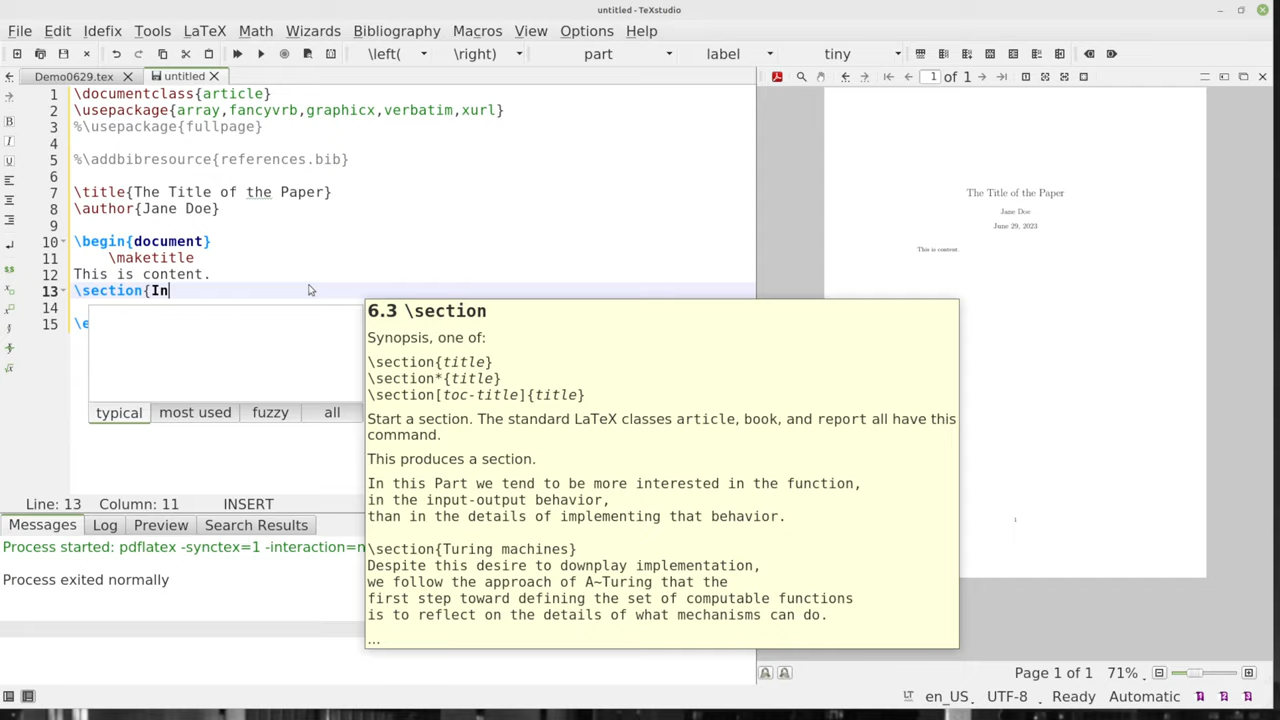 untitled - TeXstudio
File Edit Idefix Tools LaTeX Math Wizards Bibliography Macros View Options Help
\left( \right) part label tiny
Demo0629.tex untitled
1 of 1
1 \documentclass{article}
2 \usepackage{array,fancyvrb,graphicx,verbatim,xurl}
3 %\usepackage{fullpage}
4
5 %\addbibresource{references.bib}
6
7 \title{The Title of the Paper}
8 \author{Jane Doe}
9
10 \begin{document}
11 \maketitle
12 This is content.
13 \section{In
14
15 \e
typical most used fuzzy all
6.3 \section
Synopsis, one of:
\section{title}
\section*{title}
\section[toc-title]{title}
Start a section. The standard LaTeX classes article, book, and report all have this
command.
This produces a section.
In this Part we tend to be more interested in the function,
in the input-output behavior,
than in the details of implementing that behavior.
\section{Turing machines}
Despite this desire to downplay implementation,
we follow the approach of A~Turing that the
first step toward defining the set of computable functions
is to reflect on the details of what mechanisms can do.
...
Line: 13 Column: 11 INSERT
Messages Log Preview Search Results
Process started: pdflatex -synctex=1 -interaction=n
Process exited normally
The Title of the Paper
Jane Doe
June 29, 2023
This is content.
1
Page 1 of 1 71%
LT en_US UTF-8 Ready Automatic